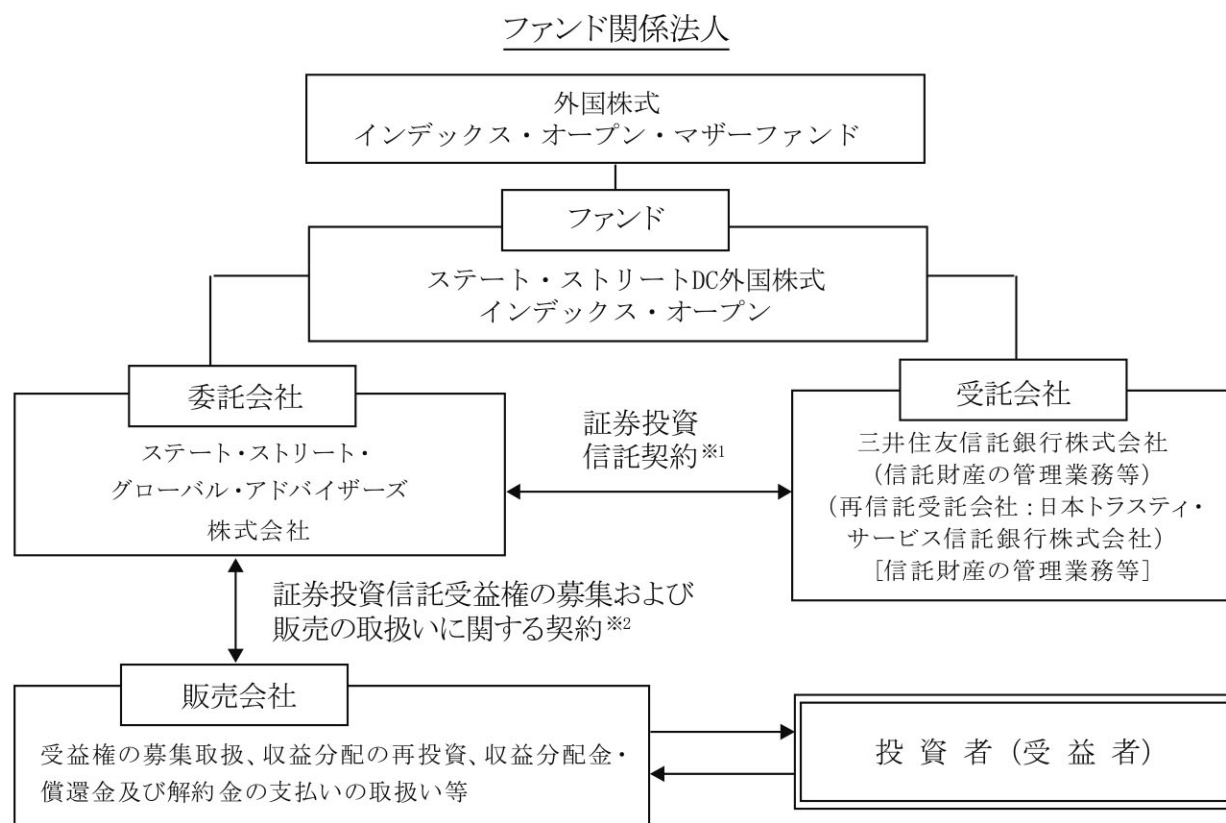 ファンド関係法人
外国株式
インデックス・オープン・マザーファンド
ファンド
ステート・ストリートDC外国株式
インデックス・オープン
委託会社
ステート・ストリート・
グローバル・アドバイザーズ
株式会社
証券投資
信託契約※1
受託会社
三井住友信託銀行株式会社
(信託財産の管理業務等)
(再信託受託会社:日本トラスティ・
サービス信託銀行株式会社)
[信託財産の管理業務等]
証券投資信託受益権の募集および
販売の取扱いに関する契約※2
販売会社
受益権の募集取扱、収益分配の再投資、収益分配金・
償還金及び解約金の支払いの取扱い等
投資者(受益者)